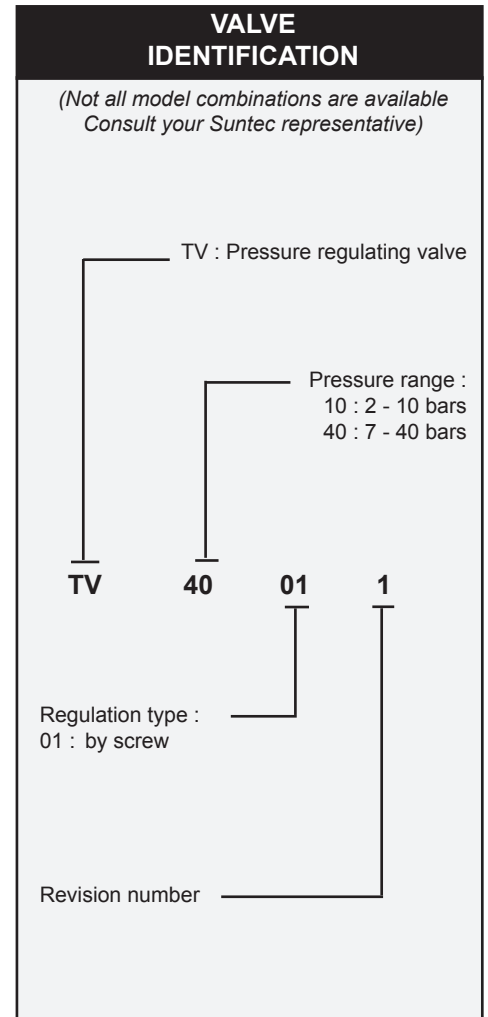 VALVE
IDENTIFICATION
(Not all model combinations are available
Consult your Suntec representative)
TV : Pressure regulating valve
Pressure range :
10 : 2 - 10 bars
40 : 7 - 40 bars
TV 40 01 1
Regulation type :
01 : by screw
Revision number